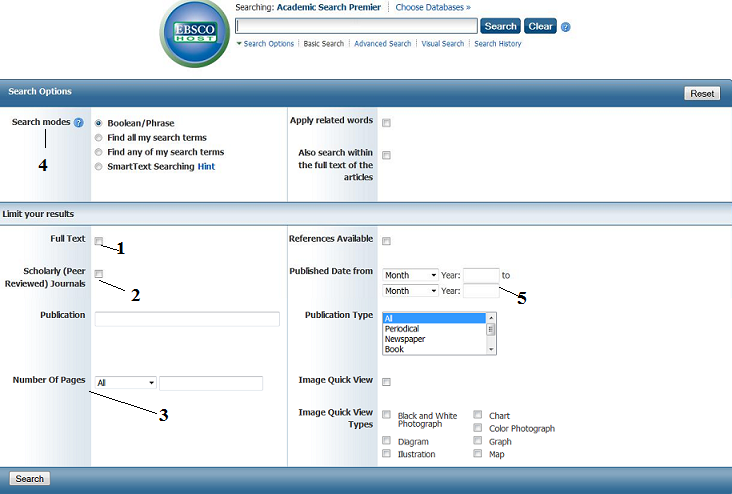 Searching: Academic Search Premier | Choose Databases »
EBSCO
HOST
Search Clear ?
Search Options | Basic Search | Advanced Search | Visual Search | Search History
Search Options
Reset
Search modes ?
4
Boolean/Phrase
Find all my search terms
Find any of my search terms
SmartText Searching Hint
Apply related words
Also search within
the full text of the
articles
Limit your results
Full Text
1
Scholarly (Peer
Reviewed) Journals
2
Publication
Number Of Pages
All
3
References Available
Published Date from
Month Year: to
Month Year:
5
Publication Type
All
Periodical
Newspaper
Book
Image Quick View
Image Quick View
Types
Black and White
Photograph
Chart
Color Photograph
Diagram
Graph
Illustration
Map
Search